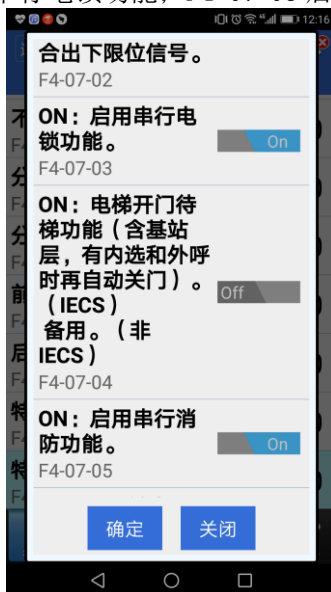 12:16
合出下限位信号。
F4-07-02
ON：启用串行电
锁功能。
On
F4-07-03
ON：电梯开门待
梯功能（含基站
层，有内选和外呼
时再自动关门）。
（IECS）
备用。（非
IECS）
Off
F4-07-04
ON：启用串行消
防功能。
On
F4-07-05
确定
关闭